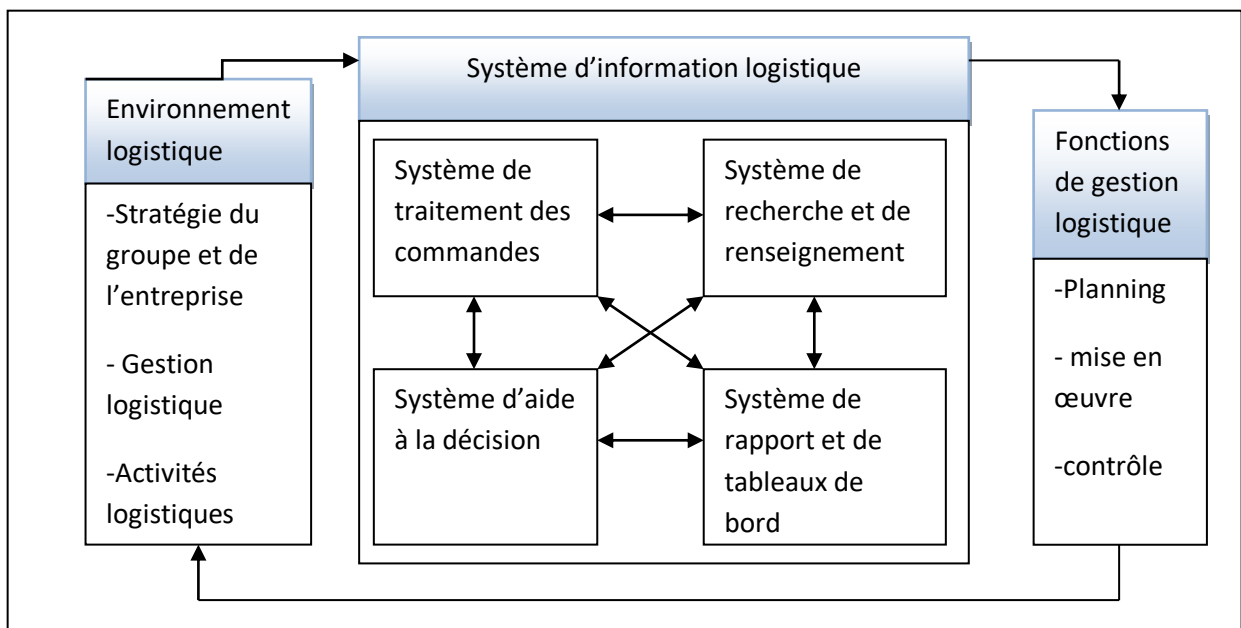 Système d’information logistique
Environnement
logistique
-Stratégie du
groupe et de
l’entreprise
- Gestion
logistique
-Activités
logistiques
Système de
traitement des
commandes
Système de
recherche et de
renseignement
Système d’aide
à la décision
Système de
rapport et de
tableaux de
bord
Fonctions
de gestion
logistique
-Planning
- mise en
œuvre
-contrôle